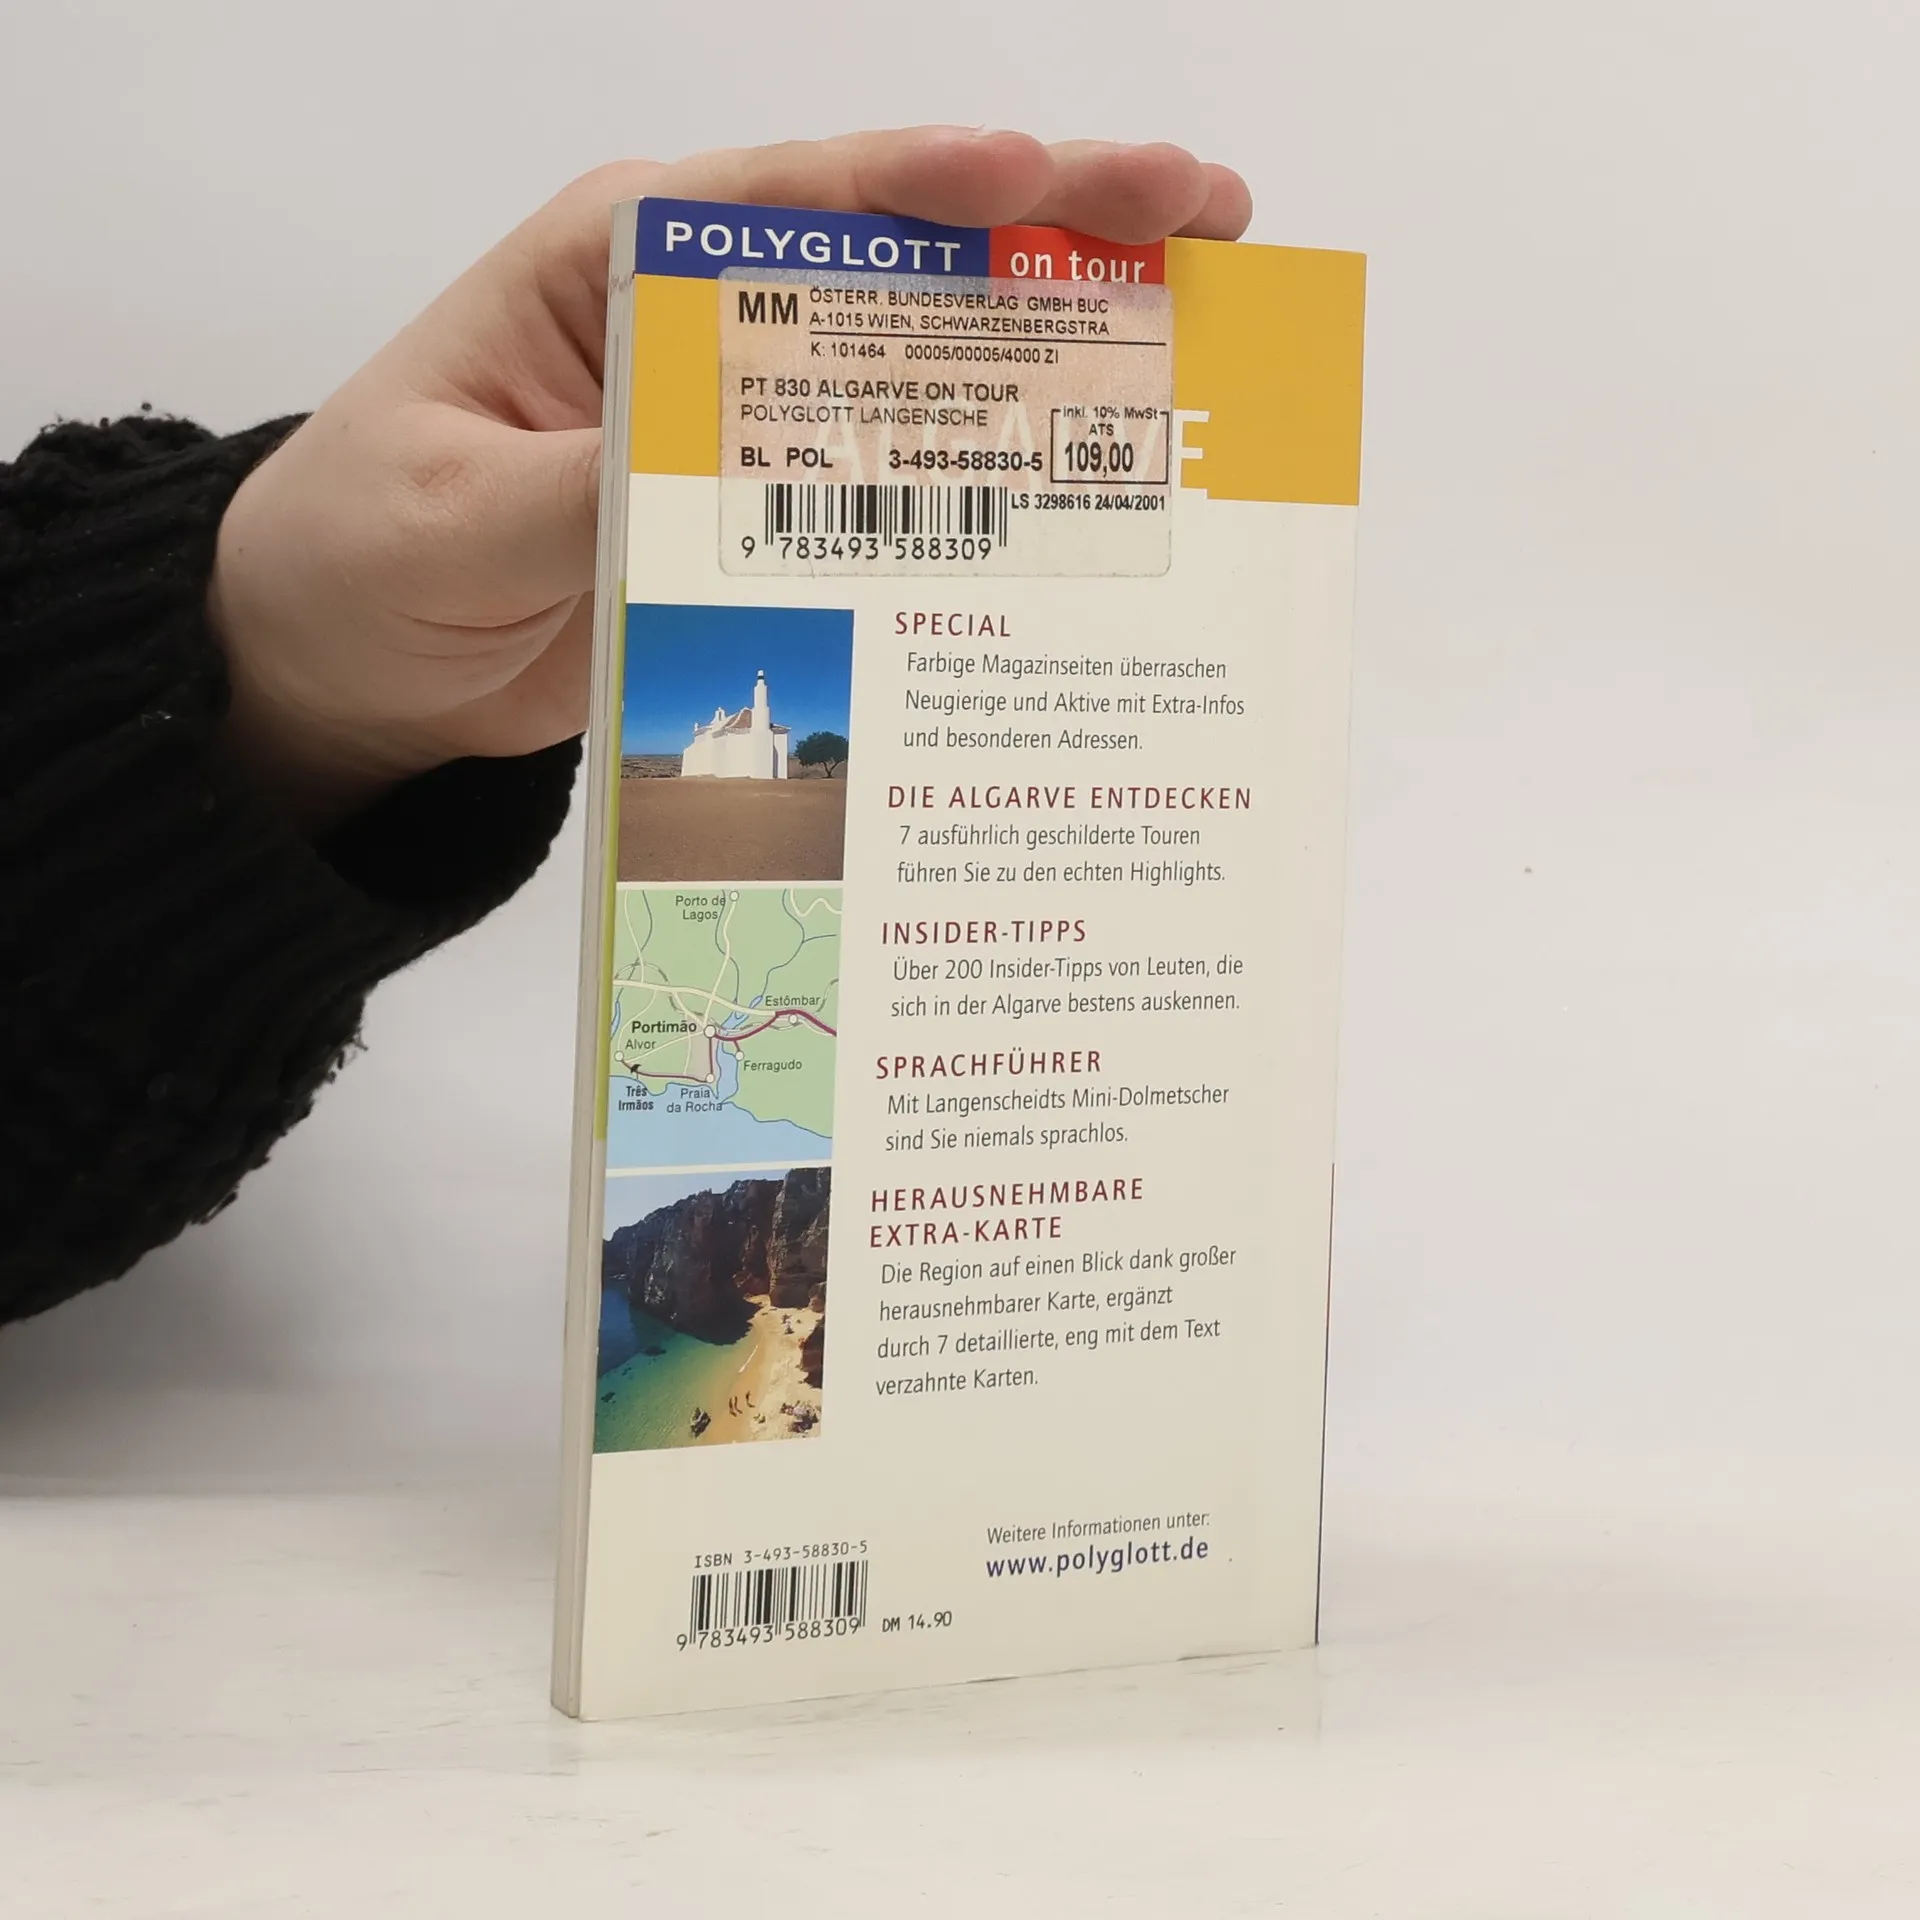 POLYGLOTT on tour
MM ÖSTERR. BUNDESVERLAG GMBH BUC
A-1015 WIEN, SCHWARZENBERGSTRA
K: 101464 00005/00005/4000 ZI
PT 830 ALGARVE ON TOUR
POLYGLOTT LANGENSCHE
inkl. 10% MwSt
ATS
BL POL 3-493-58830-5 109,00
ALGARVE
LS 3298616 24/04/2001
9 783493 588309
SPECIAL
Farbige Magazinseiten überraschen
Neugierige und Aktive mit Extra-Infos
und besonderen Adressen.
DIE ALGARVE ENTDECKEN
7 ausführlich geschilderte Touren
führen Sie zu den echten Highlights.
Porto de
Lagos
Estômbar
Portimão
Alvor
Ferragudo
Três
Irmãos
Praia
da Rocha
INSIDER-TIPPS
Über 200 Insider-Tipps von Leuten, die
sich in der Algarve bestens auskennen.
SPRACHFÜHRER
Mit Langenscheidts Mini-Dolmetscher
sind Sie niemals sprachlos.
HERAUSNEHMBARE
EXTRA-KARTE
Die Region auf einen Blick dank großer
herausnehmbarer Karte, ergänzt
durch 7 detaillierte, eng mit dem Text
verzahnte Karten.
Weitere Informationen unter:
www.polyglott.de
ISBN 3-493-58830-5
9 783493 588309
DM 14.90